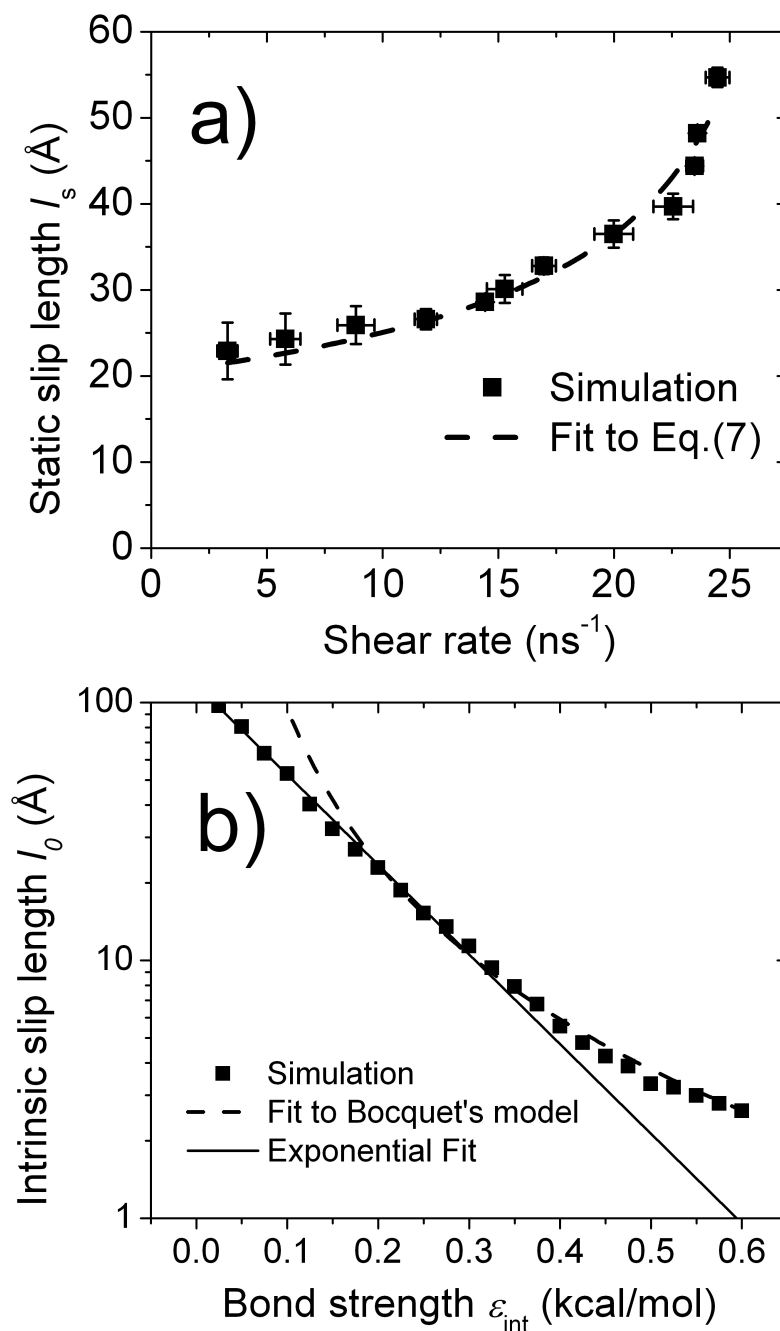 60
50
40
30
20
10
0
Static slip length lₛ (Å)
a)
Simulation
Fit to Eq.(7)
0 5 10 15 20 25
Shear rate (ns⁻¹)
100
10
1
Intrinsic slip length l₀ (Å)
b)
Simulation
Fit to Bocquet's model
Exponential Fit
0.0 0.1 0.2 0.3 0.4 0.5 0.6
Bond strength ε_int (kcal/mol)